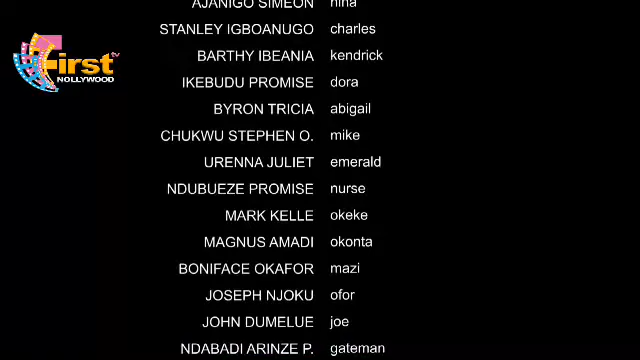 AJANIGO SIMEON nina
STANLEY IGBOANUGO charles
BARTHY IBEANIA kendrick
IKEBUDU PROMISE dora
BYRON TRICIA abigail
CHUKWU STEPHEN O. mike
URENNA JULIET emerald
NDUBUEZE PROMISE nurse
MARK KELLE okeke
MAGNUS AMADI okonta
BONIFACE OKAFOR mazi
JOSEPH NJOKU ofor
JOHN DUMELUE joe
NDABADI ARINZE P. gateman
First tv
NOLLYWOOD